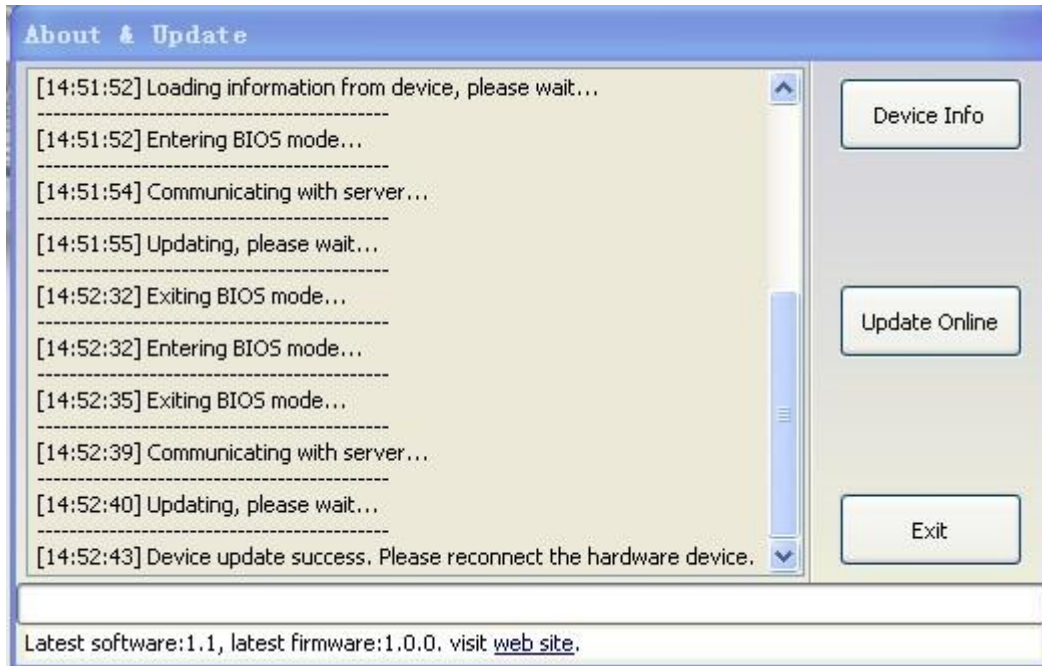 About & Update
[14:51:52] Loading information from device, please wait...
-------------------------------------------
[14:51:52] Entering BIOS mode...
-------------------------------------------
[14:51:54] Communicating with server...
-------------------------------------------
[14:51:55] Updating, please wait...
-------------------------------------------
[14:52:32] Exiting BIOS mode...
-------------------------------------------
[14:52:32] Entering BIOS mode...
-------------------------------------------
[14:52:35] Exiting BIOS mode...
-------------------------------------------
[14:52:39] Communicating with server...
-------------------------------------------
[14:52:40] Updating, please wait...
-------------------------------------------
[14:52:43] Device update success. Please reconnect the hardware device.
Device Info
Update Online
Exit
Latest software:1.1, latest firmware:1.0.0. visit web site.